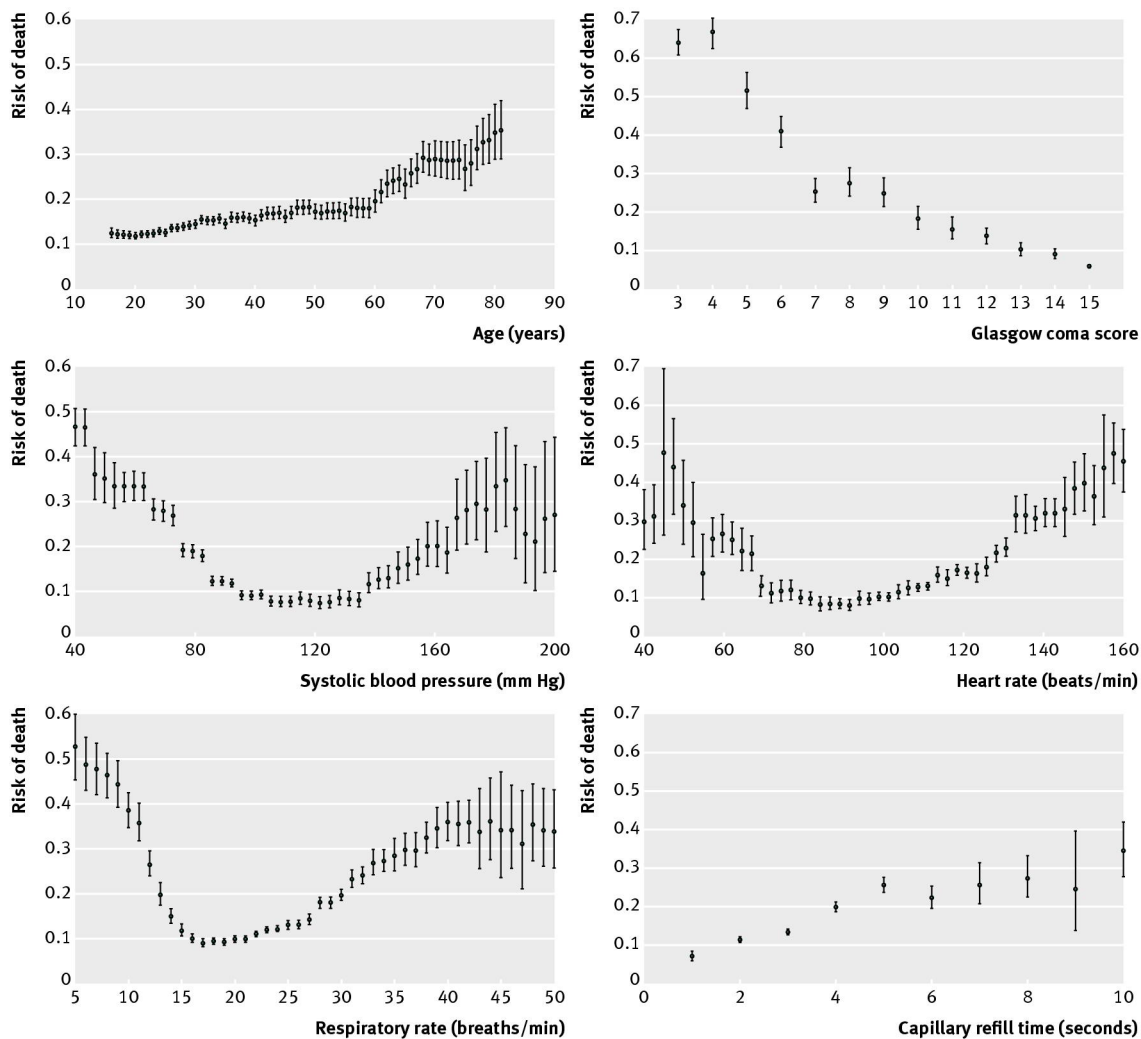 Risk of death
0.6
0.5
0.4
0.3
0.2
0.1
0
10 20 30 40 50 60 70 80 90
Age (years)
Risk of death
0.7
0.6
0.5
0.4
0.3
0.2
0.1
0
3 4 5 6 7 8 9 10 11 12 13 14 15
Glasgow coma score
Risk of death
0.6
0.5
0.4
0.3
0.2
0.1
0
40 80 120 160 200
Systolic blood pressure (mm Hg)
Risk of death
0.7
0.6
0.5
0.4
0.3
0.2
0.1
0
40 60 80 100 120 140 160
Heart rate (beats/min)
Risk of death
0.6
0.5
0.4
0.3
0.2
0.1
0
5 10 15 20 25 30 35 40 45 50
Respiratory rate (breaths/min)
Risk of death
0.7
0.6
0.5
0.4
0.3
0.2
0.1
0
0 2 4 6 8 10
Capillary refill time (seconds)